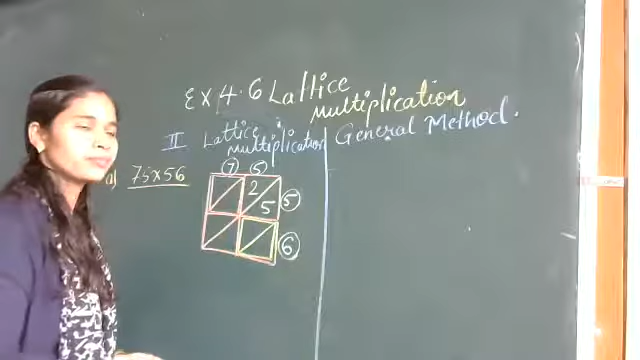 Ex 4.6 Lattice
multiplication
II Lattice
multiplication
General Method.
a) 75×56
7 5
2
5 5
6